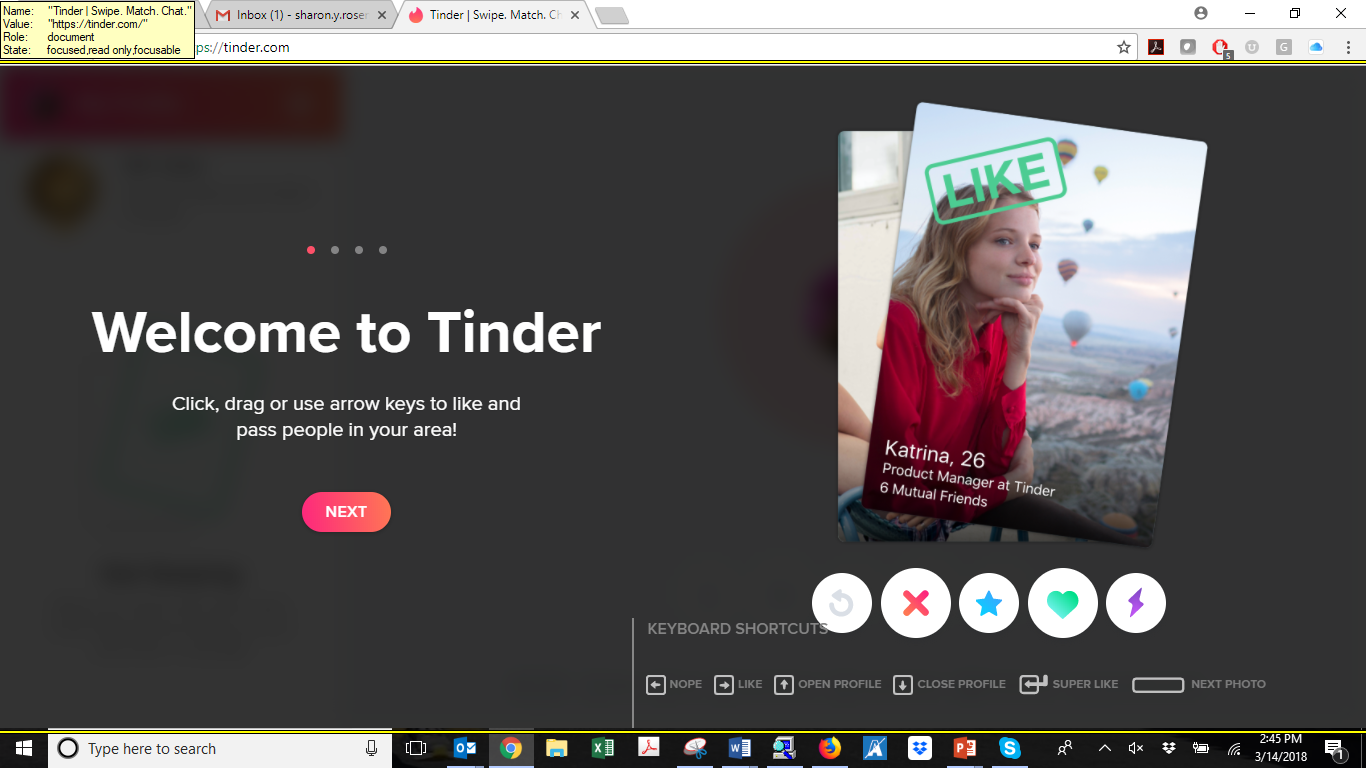 Name: "Tinder | Swipe. Match. Chat."
Value: "https://tinder.com/"
Role: document
State: focused,read only,focusable
Inbox (1) - sharon.y.roser
Tinder | Swipe. Match. Ch
ps://tinder.com
5
LIKE
Welcome to Tinder
Click, drag or use arrow keys to like and
pass people in your area!
NEXT
Katrina, 26
Product Manager at Tinder
6 Mutual Friends
KEYBOARD SHORTCUTS
NOPE LIKE OPEN PROFILE CLOSE PROFILE SUPER LIKE NEXT PHOTO
Type here to search
2:45 PM
3/14/2018
1